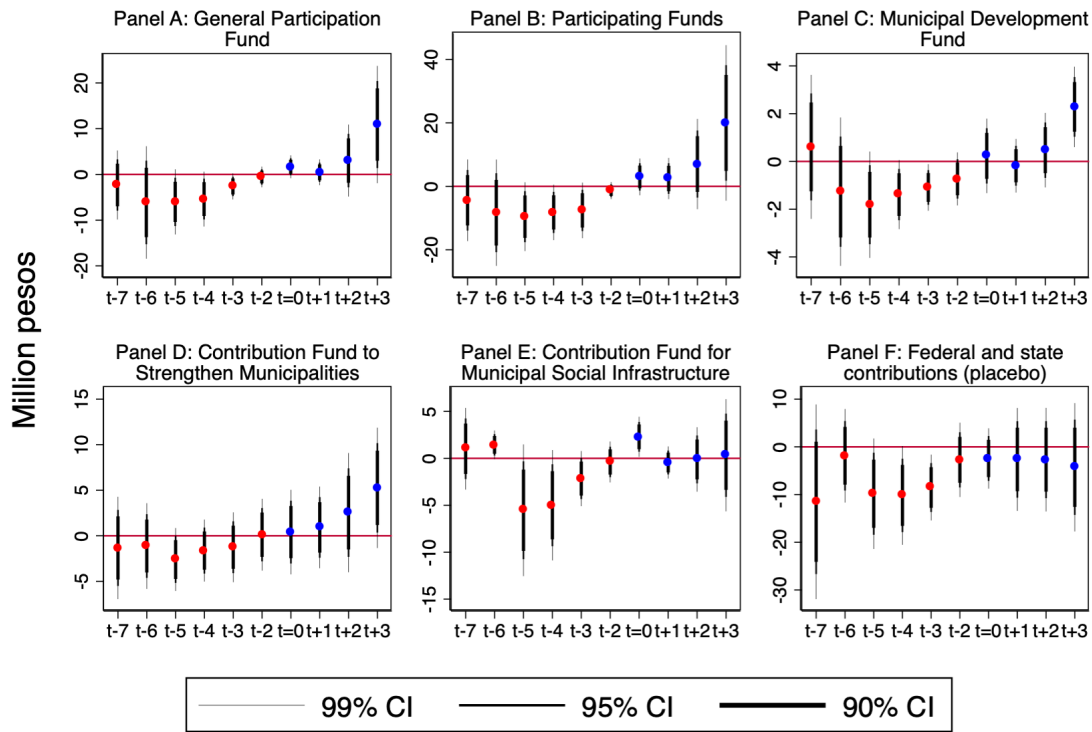 Panel A: General Participation
Fund
20
10
0
-10
-20
t-7 t-6 t-5 t-4 t-3 t-2 t=0 t+1 t+2 t+3
Panel B: Participating Funds
40
20
0
-20
t-7 t-6 t-5 t-4 t-3 t-2 t=0 t+1 t+2 t+3
Panel C: Municipal Development
Fund
4
2
0
-2
-4
t-7 t-6 t-5 t-4 t-3 t-2 t=0 t+1 t+2 t+3
Million pesos
Panel D: Contribution Fund to
Strengthen Municipalities
15
10
5
0
-5
t-7 t-6 t-5 t-4 t-3 t-2 t=0 t+1 t+2 t+3
Panel E: Contribution Fund for
Municipal Social Infrastructure
5
0
-5
-10
-15
t-7 t-6 t-5 t-4 t-3 t-2 t=0 t+1 t+2 t+3
Panel F: Federal and state
contributions (placebo)
10
0
-10
-20
-30
t-7 t-6 t-5 t-4 t-3 t-2 t=0 t+1 t+2 t+3
99% CI 95% CI 90% CI